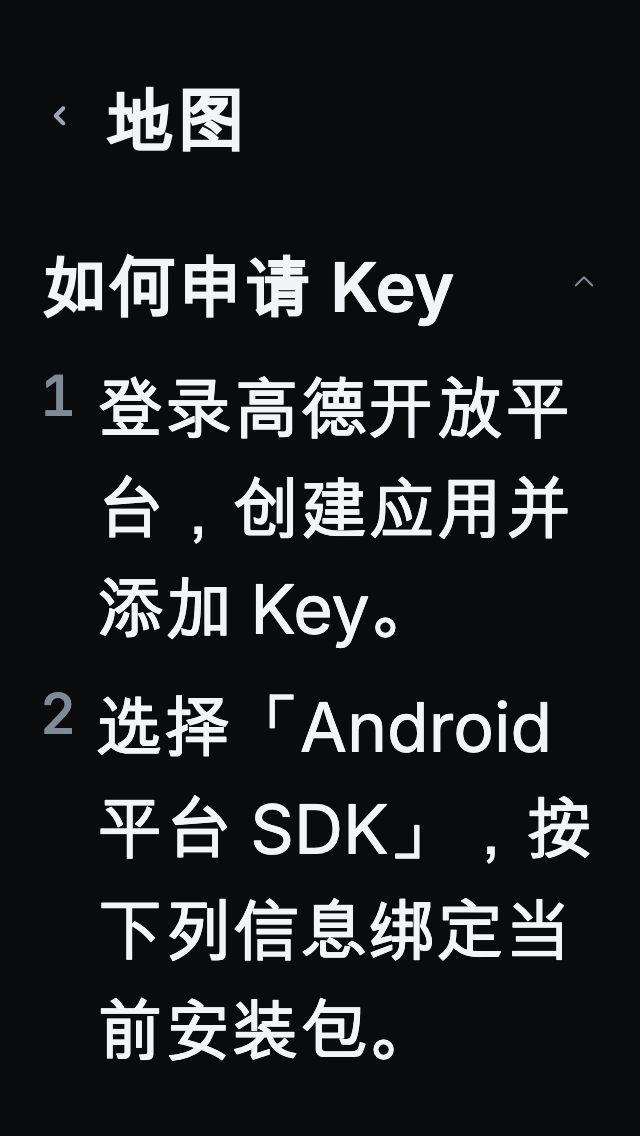 地图
如何申请 Key
1 登录高德开放平
台，创建应用并
添加 Key。
2 选择「Android
平台 SDK」，按
下列信息绑定当
前安装包。